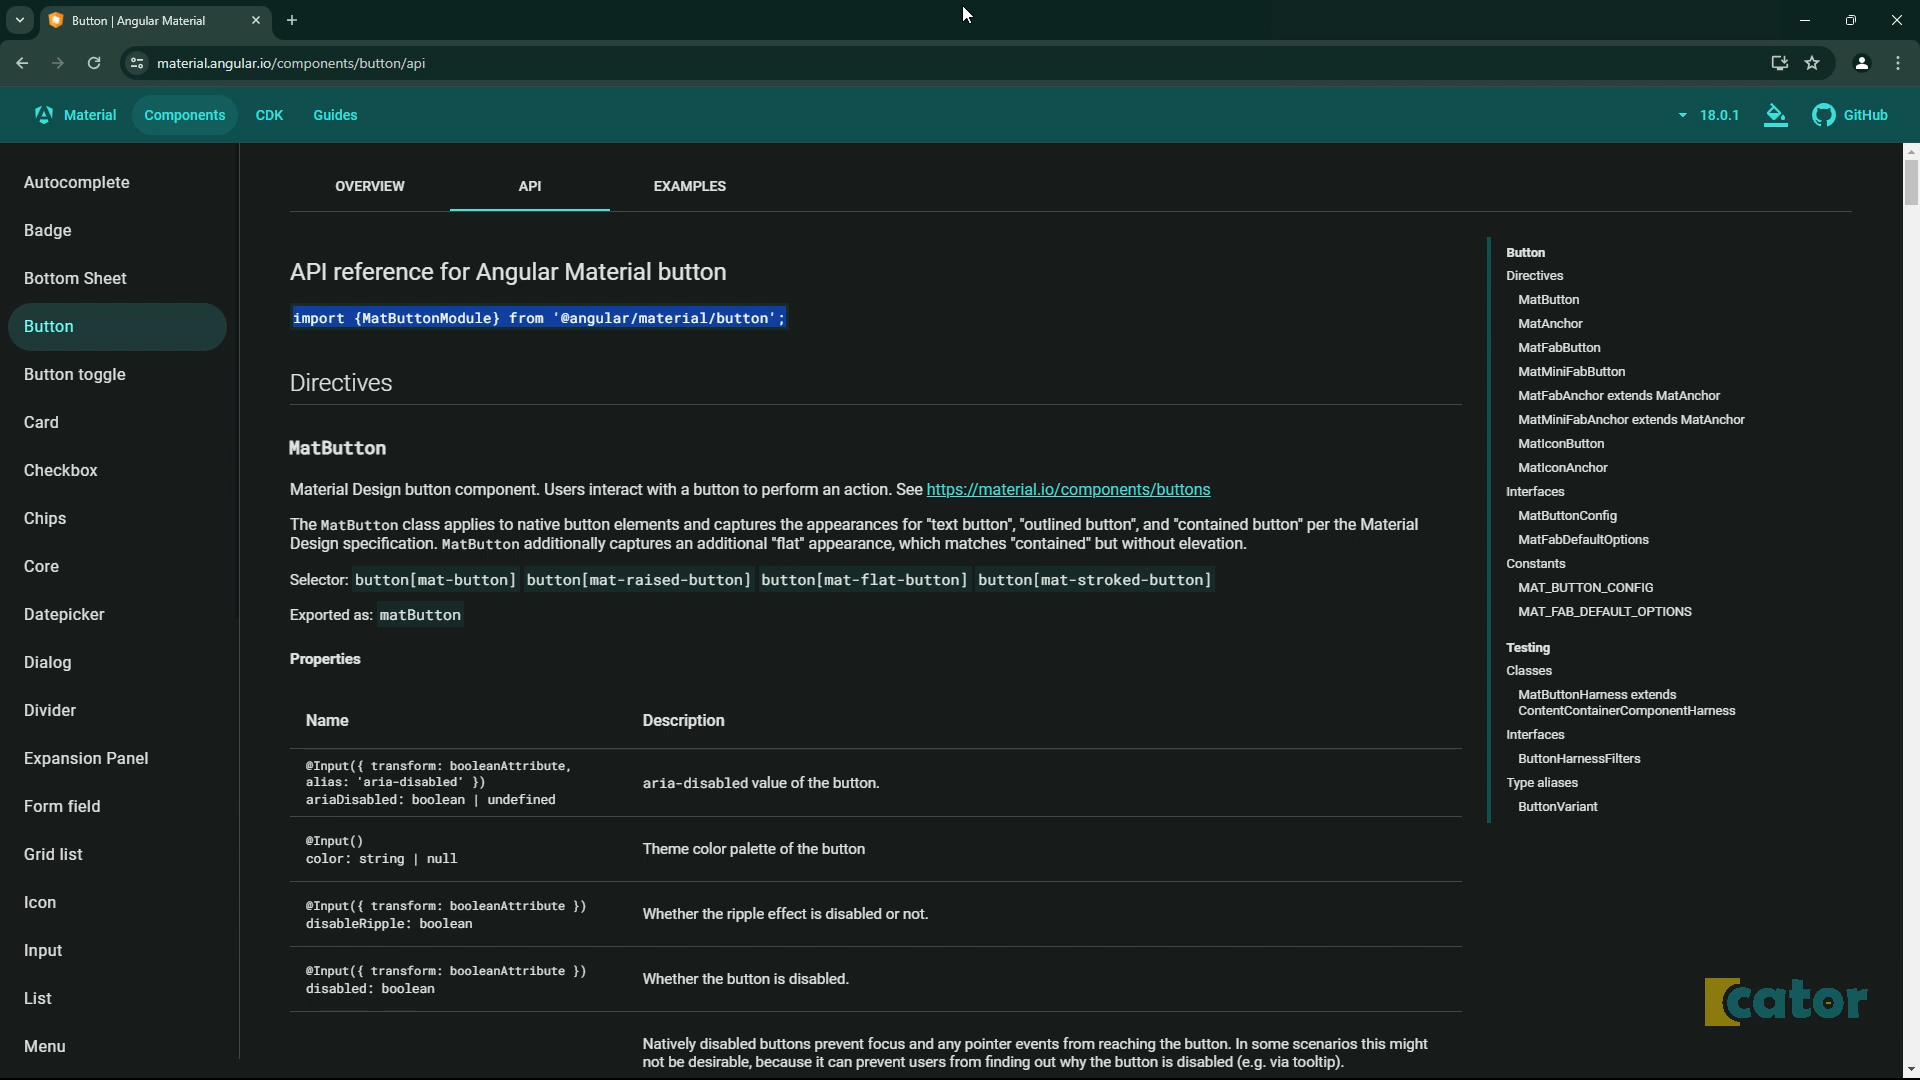 Button | Angular Material
material.angular.io/components/button/api
Material
Components
CDK
Guides
18.0.1
GitHub
Autocomplete
Badge
Bottom Sheet
Button
Button toggle
Card
Checkbox
Chips
Core
Datepicker
Dialog
Divider
Expansion Panel
Form field
Grid list
Icon
Input
List
Menu
OVERVIEW
API
EXAMPLES
API reference for Angular Material button
import {MatButtonModule} from '@angular/material/button';
Directives
MatButton
Material Design button component. Users interact with a button to perform an action. See https://material.io/components/buttons
The MatButton class applies to native button elements and captures the appearances for "text button", "outlined button", and "contained button" per the Material
Design specification. MatButton additionally captures an additional "flat" appearance, which matches "contained" but without elevation.
Selector: button[mat-button] button[mat-raised-button] button[mat-flat-button] button[mat-stroked-button]
Exported as: matButton
Properties
Name
Description
@Input({ transform: booleanAttribute,
alias: 'aria-disabled' })
ariaDisabled: boolean | undefined
aria-disabled value of the button.
@Input()
color: string | null
Theme color palette of the button
@Input({ transform: booleanAttribute })
disableRipple: boolean
Whether the ripple effect is disabled or not.
@Input({ transform: booleanAttribute })
disabled: boolean
Whether the button is disabled.
Natively disabled buttons prevent focus and any pointer events from reaching the button. In some scenarios this might
not be desirable, because it can prevent users from finding out why the button is disabled (e.g. via tooltip).
Button
Directives
MatButton
MatAnchor
MatFabButton
MatMiniFabButton
MatFabAnchor extends MatAnchor
MatMiniFabAnchor extends MatAnchor
MatIconButton
MatIconAnchor
Interfaces
MatButtonConfig
MatFabDefaultOptions
Constants
MAT_BUTTON_CONFIG
MAT_FAB_DEFAULT_OPTIONS
Testing
Classes
MatButtonHarness extends
ContentContainerComponentHarness
Interfaces
ButtonHarnessFilters
Type aliases
ButtonVariant
cator